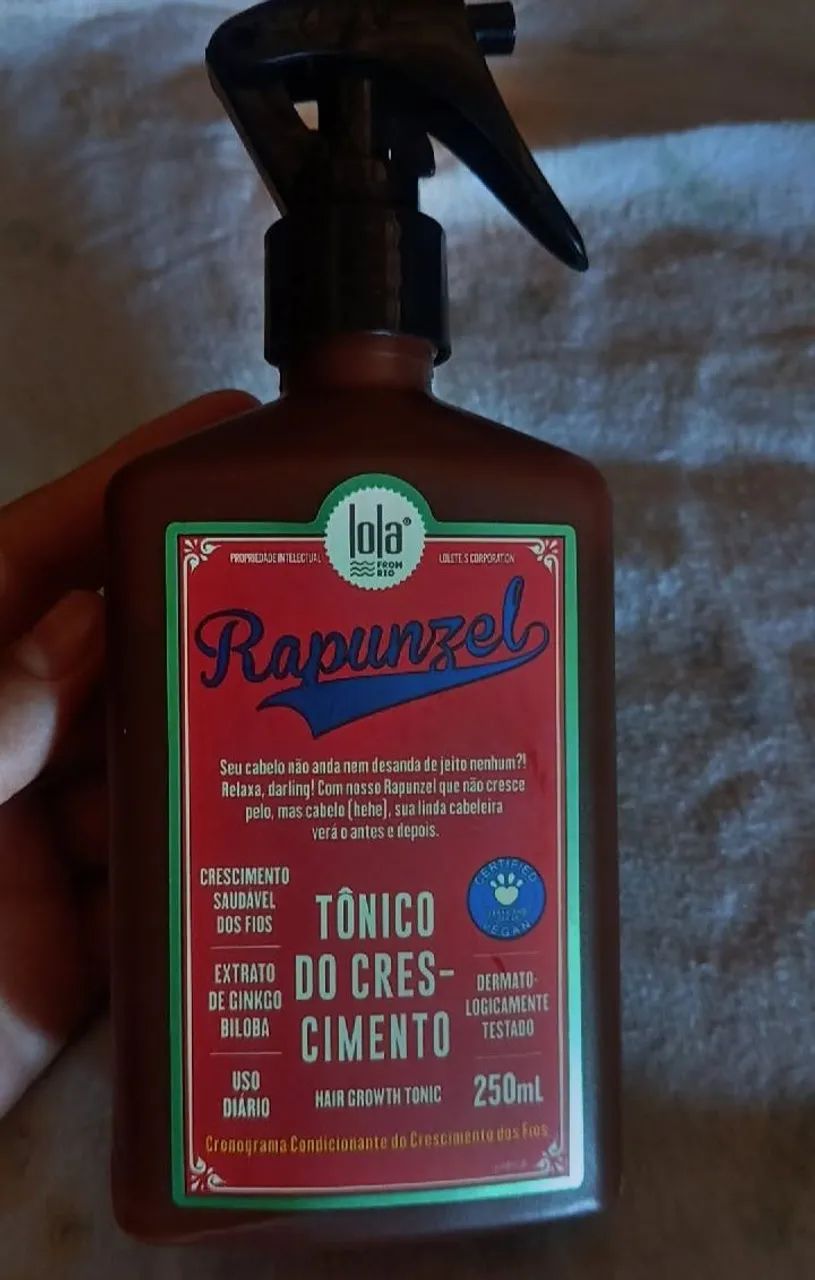 lola®
FROM
RIO
PROPRIEDADE INTELECTUAL
LOLETE.S CORPORATION
Rapunzel
Seu cabelo não anda nem desanda de jeito nenhum?!
Relaxa, darling! Com nosso Rapunzel que não cresce
pelo, mas cabelo (hehe), sua linda cabeleira
verá o antes e depois.
CRESCIMENTO
SAUDÁVEL
DOS FIOS
EXTRATO
DE GINKGO
BILOBA
USO
DIÁRIO
TÔNICO
DO CRES-
CIMENTO
HAIR GROWTH TONIC
CERTIFIED
VEGAN
DERMATO-
LOGICAMENTE
TESTADO
250mL
Cronograma Condicionante do Crescimento dos Fios